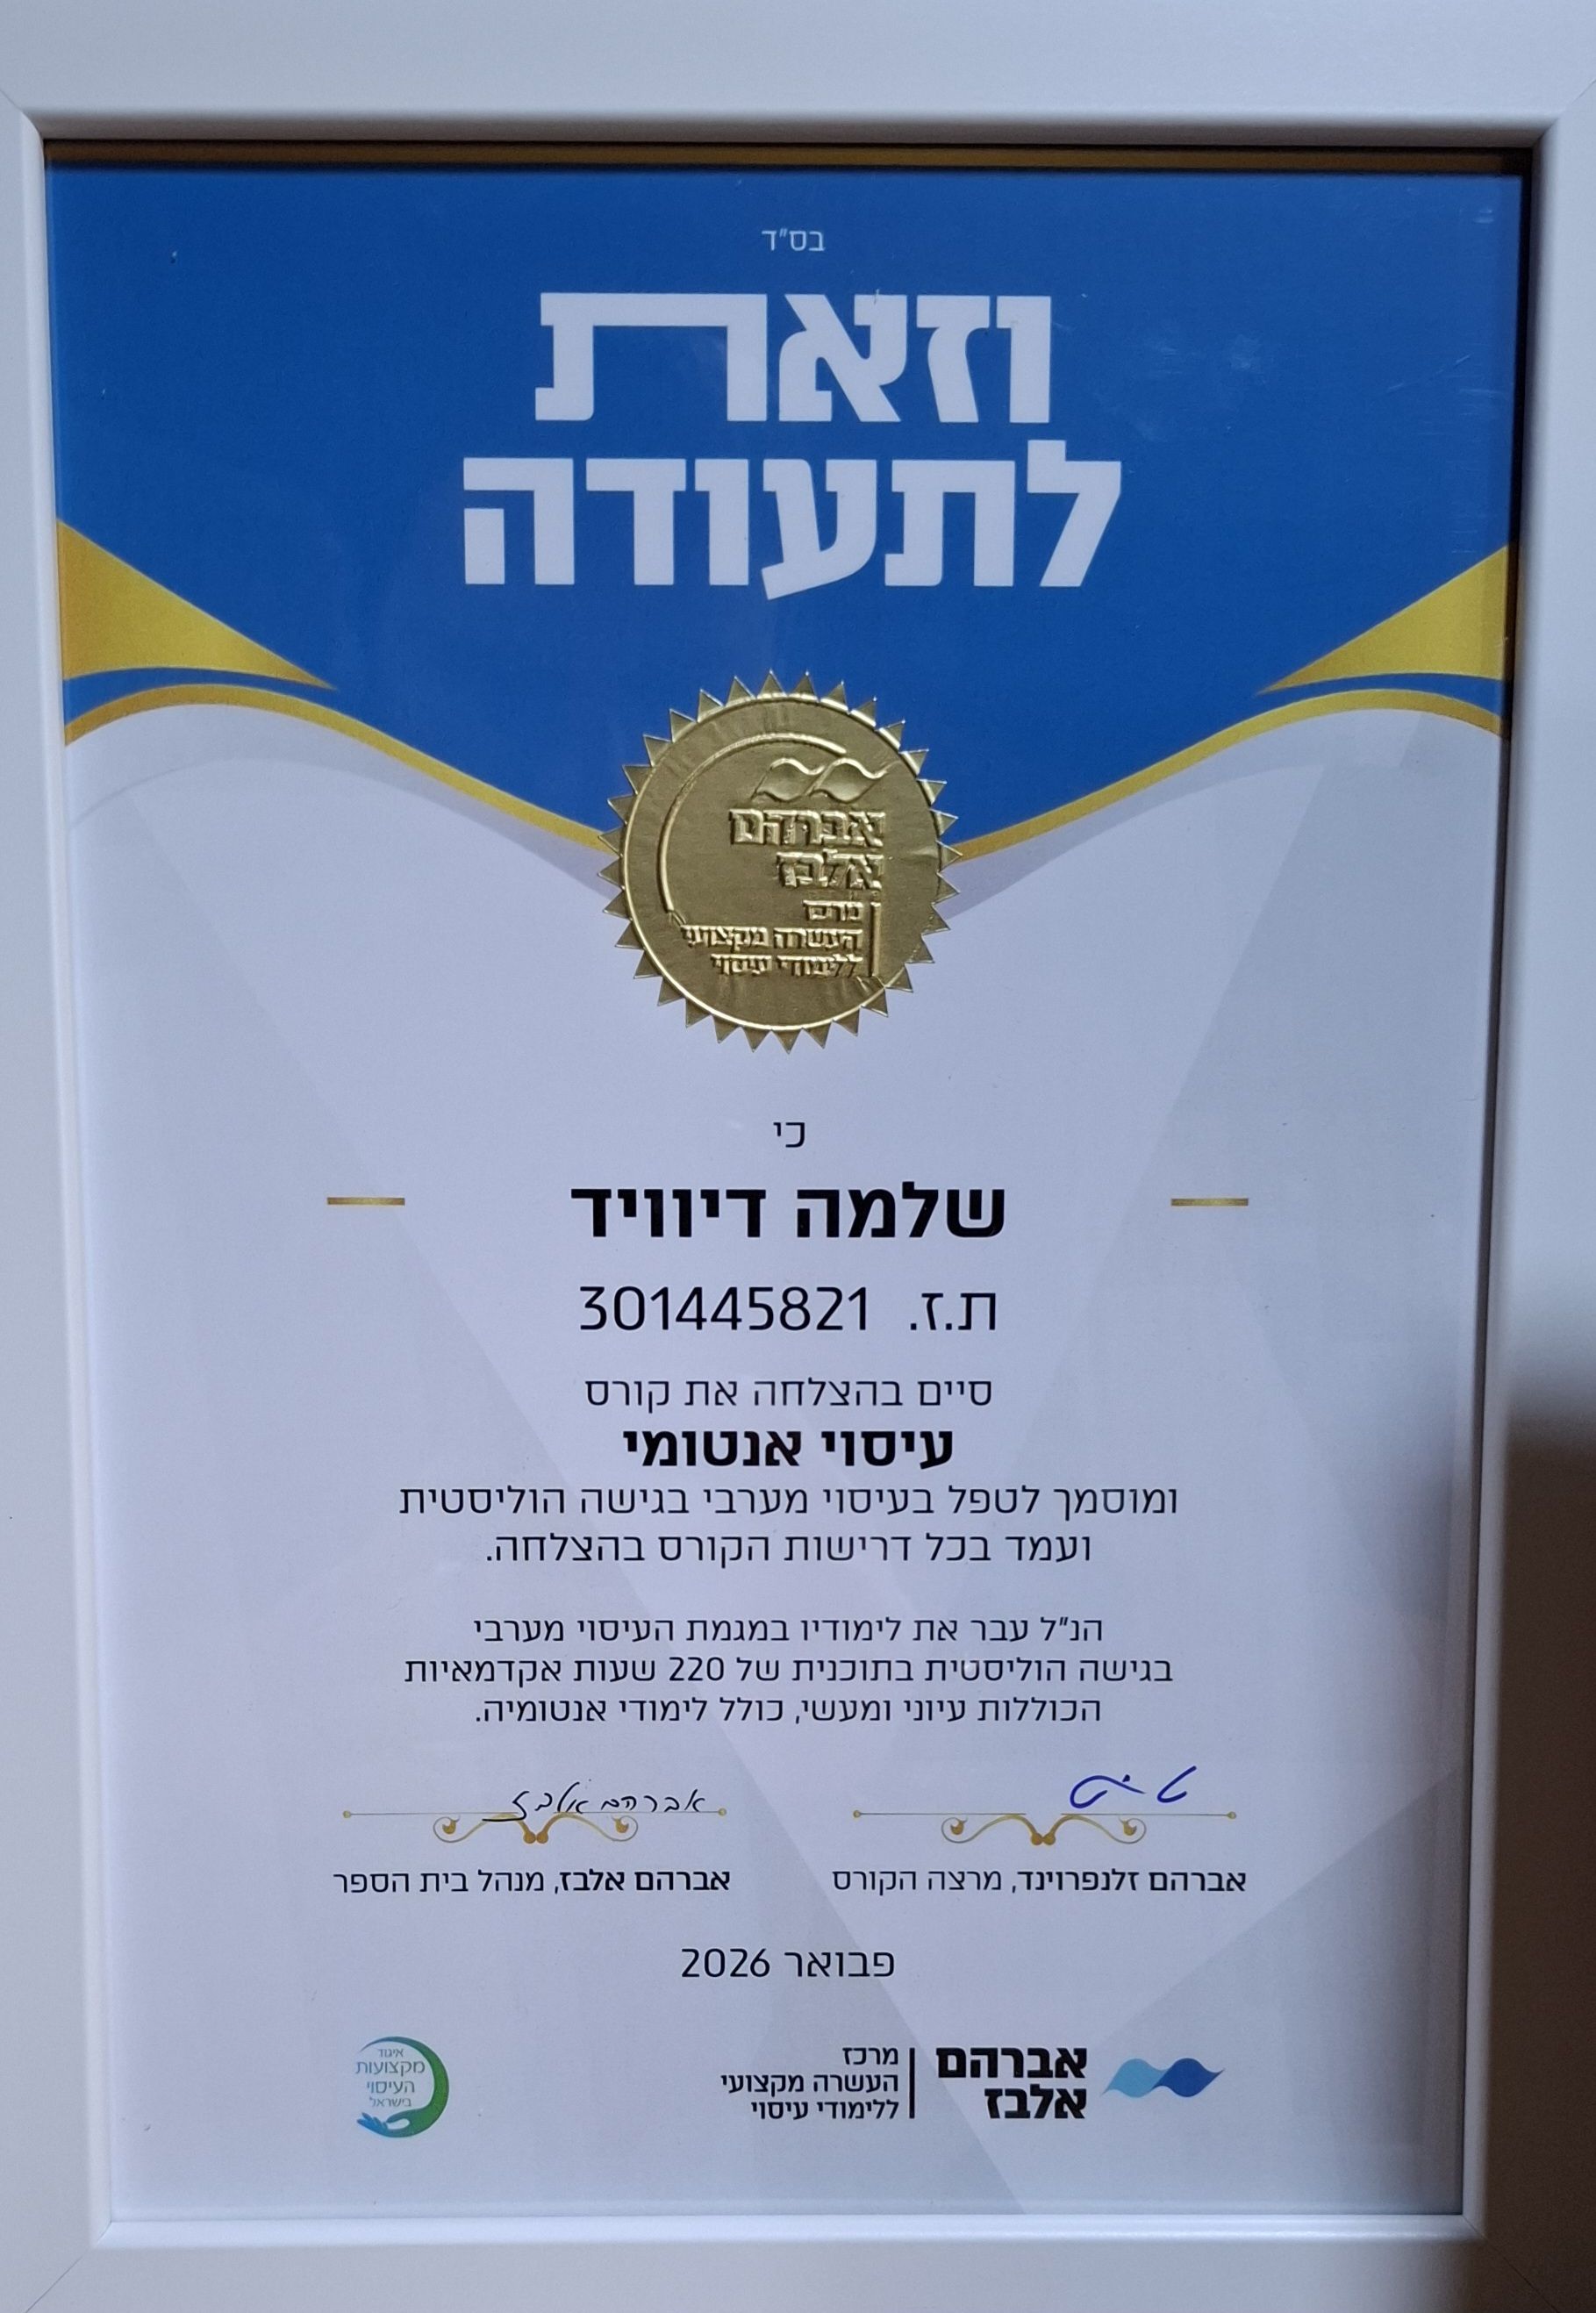 בס"ד
וזאת
לתעודה
אברהם
אלבז
מרכז
העשרה מקצועי
ללימודי עיסוי
כי
שלמה דיוויד
ת.ז. 301445821
סיים בהצלחה את קורס
עיסוי אנטומי
ומוסמך לטפל בעיסוי מערבי בגישה הוליסטית
ועמד בכל דרישות הקורס בהצלחה.
הנ"ל עבר את לימודיו במגמת העיסוי מערבי
בגישה הוליסטית בתוכנית של 220 שעות אקדמאיות
הכוללות עיוני ומעשי, כולל לימודי אנטומיה.
אברהם אלבז
אברהם זלנפרוינד, מרצה הקורס
אברהם אלבז, מנהל בית הספר
פבואר 2026
אברהם
אלבז
מרכז
העשרה מקצועי
ללימודי עיסוי
איגוד
מקצועות
העיסוי
בישראל